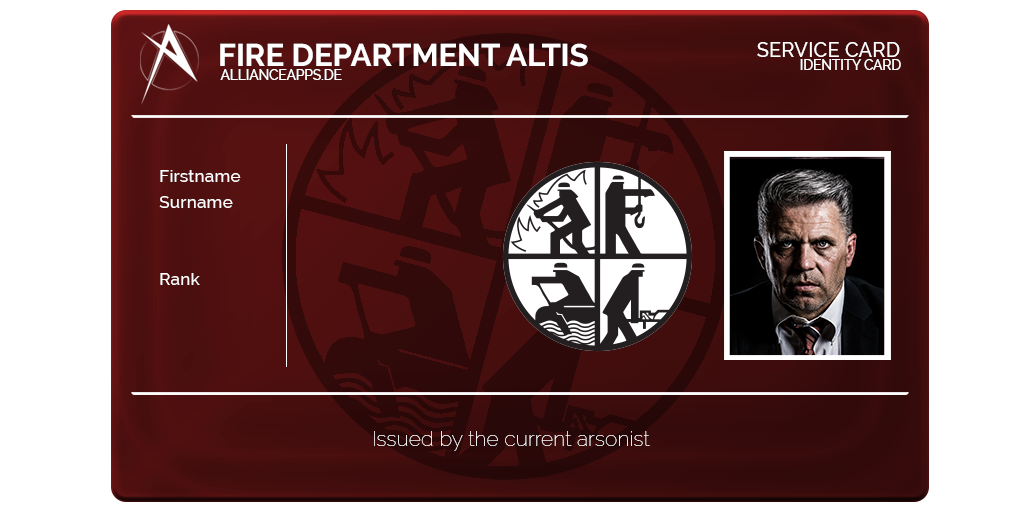 FIRE DEPARTMENT ALTIS
ALLIANCEAPPS.DE
SERVICE CARD
IDENTITY CARD
Firstname
Surname
Rank
Issued by the current arsonist